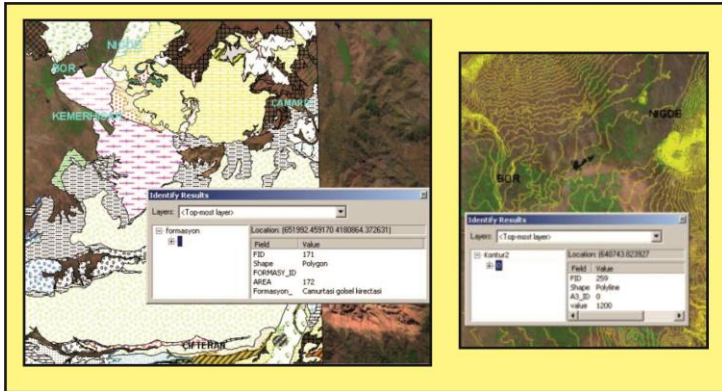 NIGDE
BOR
KEMERHISAR
CAMARDI
Identify Results
Layers: <Top-most layer>
formasyon
Location: (651992.459170 4180864.372631)
Field Value
FID 171
Shape Polygon
FORMASY_ID
AREA 172
Formasyon_ Camurtasi golsel kirectasi
NIGDE
BOR
Identify Results
Layers: <Top-most layer>
Kontur2
Location: (640743.823927
Field Value
FID 259
Shape Polyline
A3_ID 0
value 1200